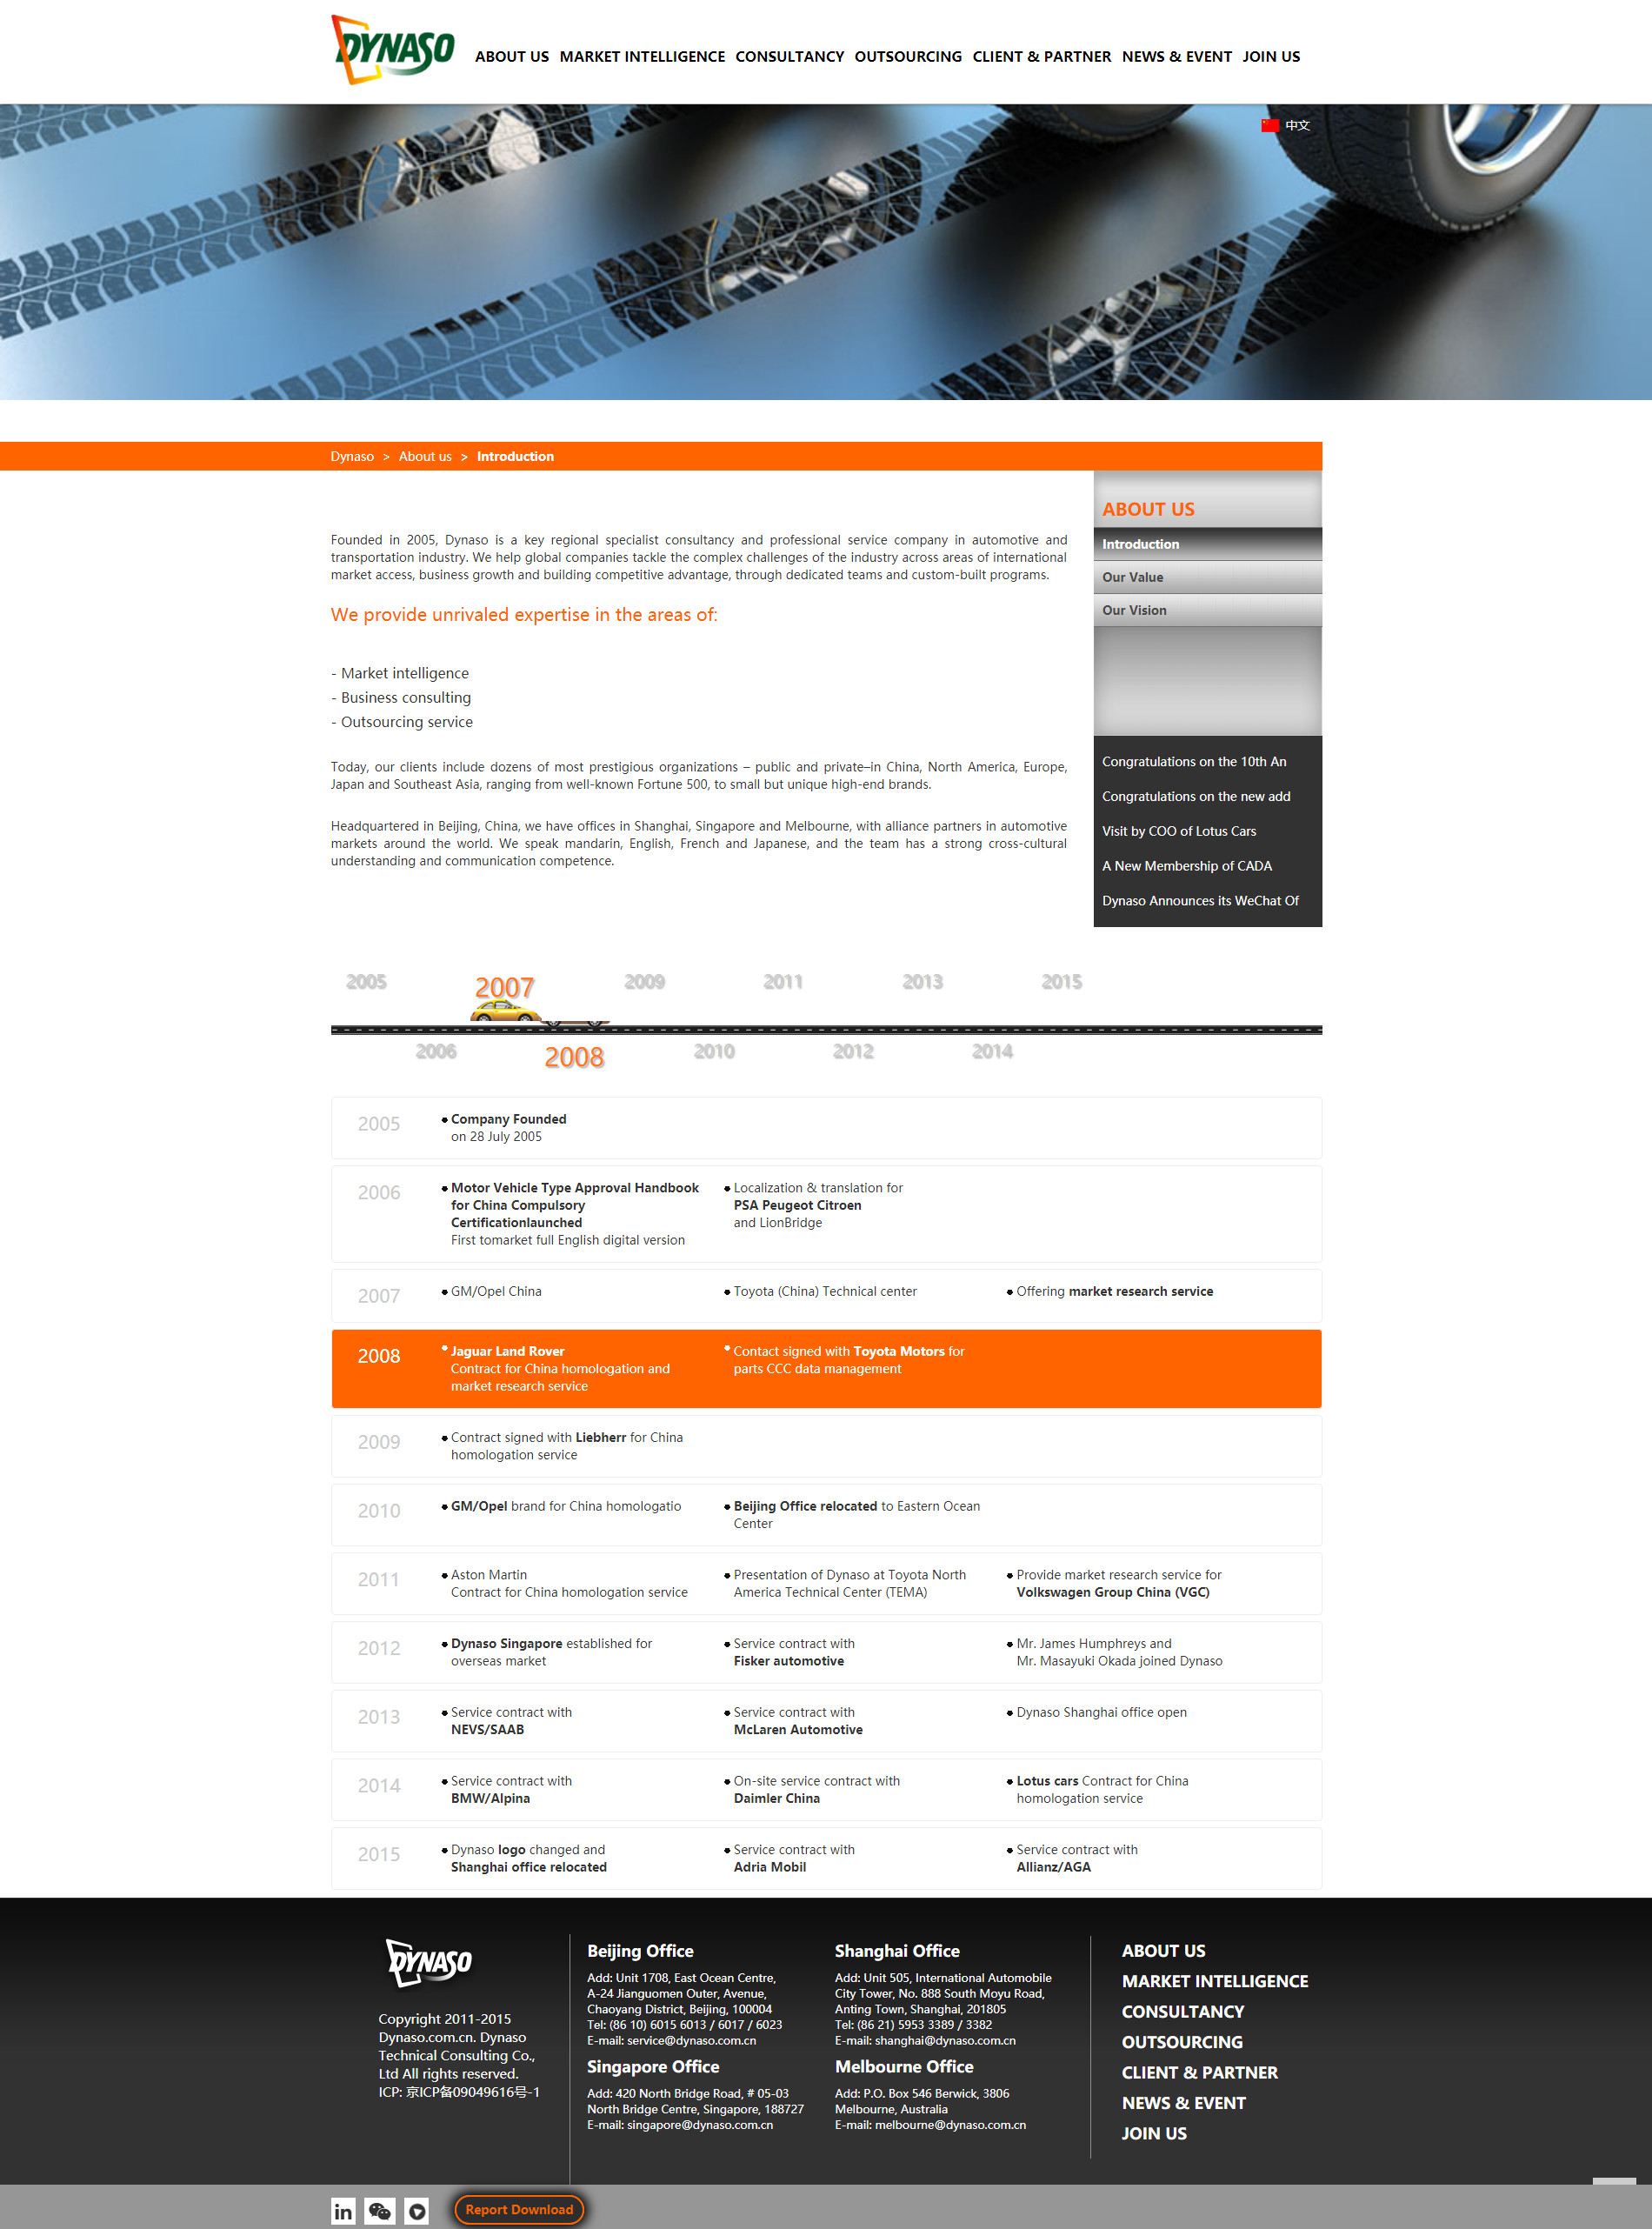 DYNASO
ABOUT US MARKET INTELLIGENCE CONSULTANCY OUTSOURCING CLIENT & PARTNER NEWS & EVENT JOIN US
中文
Dynaso > About us > Introduction
Founded in 2005, Dynaso is a key regional specialist consultancy and professional service company in automotive and
transportation industry. We help global companies tackle the complex challenges of the industry across areas of international
market access, business growth and building competitive advantage, through dedicated teams and custom-built programs.
We provide unrivaled expertise in the areas of:
- Market intelligence
- Business consulting
- Outsourcing service
Today, our clients include dozens of most prestigious organizations – public and private–in China, North America, Europe,
Japan and Southeast Asia, ranging from well-known Fortune 500, to small but unique high-end brands.
Headquartered in Beijing, China, we have offices in Shanghai, Singapore and Melbourne, with alliance partners in automotive
markets around the world. We speak mandarin, English, French and Japanese, and the team has a strong cross-cultural
understanding and communication competence.
ABOUT US
Introduction
Our Value
Our Vision
Congratulations on the 10th An
Congratulations on the new add
Visit by COO of Lotus Cars
A New Membership of CADA
Dynaso Announces its WeChat Of
2005 2007 2009 2011 2013 2015
2006 2008 2010 2012 2014
2005
Company Founded
on 28 July 2005
2006
Motor Vehicle Type Approval Handbook
for China Compulsory
Certificationlaunched
First tomarket full English digital version
Localization & translation for
PSA Peugeot Citroen
and LionBridge
2007
GM/Opel China
Toyota (China) Technical center
Offering market research service
2008
Jaguar Land Rover
Contract for China homologation and
market research service
Contact signed with Toyota Motors for
parts CCC data management
2009
Contract signed with Liebherr for China
homologation service
2010
GM/Opel brand for China homologatio
Beijing Office relocated to Eastern Ocean
Center
2011
Aston Martin
Contract for China homologation service
Presentation of Dynaso at Toyota North
America Technical Center (TEMA)
Provide market research service for
Volkswagen Group China (VGC)
2012
Dynaso Singapore established for
overseas market
Service contract with
Fisker automotive
Mr. James Humphreys and
Mr. Masayuki Okada joined Dynaso
2013
Service contract with
NEVS/SAAB
Service contract with
McLaren Automotive
Dynaso Shanghai office open
2014
Service contract with
BMW/Alpina
On-site service contract with
Daimler China
Lotus cars Contract for China
homologation service
2015
Dynaso logo changed and
Shanghai office relocated
Service contract with
Adria Mobil
Service contract with
Allianz/AGA
DYNASO
Copyright 2011-2015
Dynaso.com.cn. Dynaso
Technical Consulting Co.,
Ltd All rights reserved.
ICP: 京ICP备09049616号-1
Beijing Office
Add: Unit 1708, East Ocean Centre,
A-24 Jianguomen Outer, Avenue,
Chaoyang District, Beijing, 100004
Tel: (86 10) 6015 6013 / 6017 / 6023
E-mail: service@dynaso.com.cn
Shanghai Office
Add: Unit 505, International Automobile
City Tower, No. 888 South Moyu Road,
Anting Town, Shanghai, 201805
Tel: (86 21) 5953 3389 / 3382
E-mail: shanghai@dynaso.com.cn
Singapore Office
Add: 420 North Bridge Road, # 05-03
North Bridge Centre, Singapore, 188727
E-mail: singapore@dynaso.com.cn
Melbourne Office
Add: P.O. Box 546 Berwick, 3806
Melbourne, Australia
E-mail: melbourne@dynaso.com.cn
ABOUT US
MARKET INTELLIGENCE
CONSULTANCY
OUTSOURCING
CLIENT & PARTNER
NEWS & EVENT
JOIN US
in
Report Download